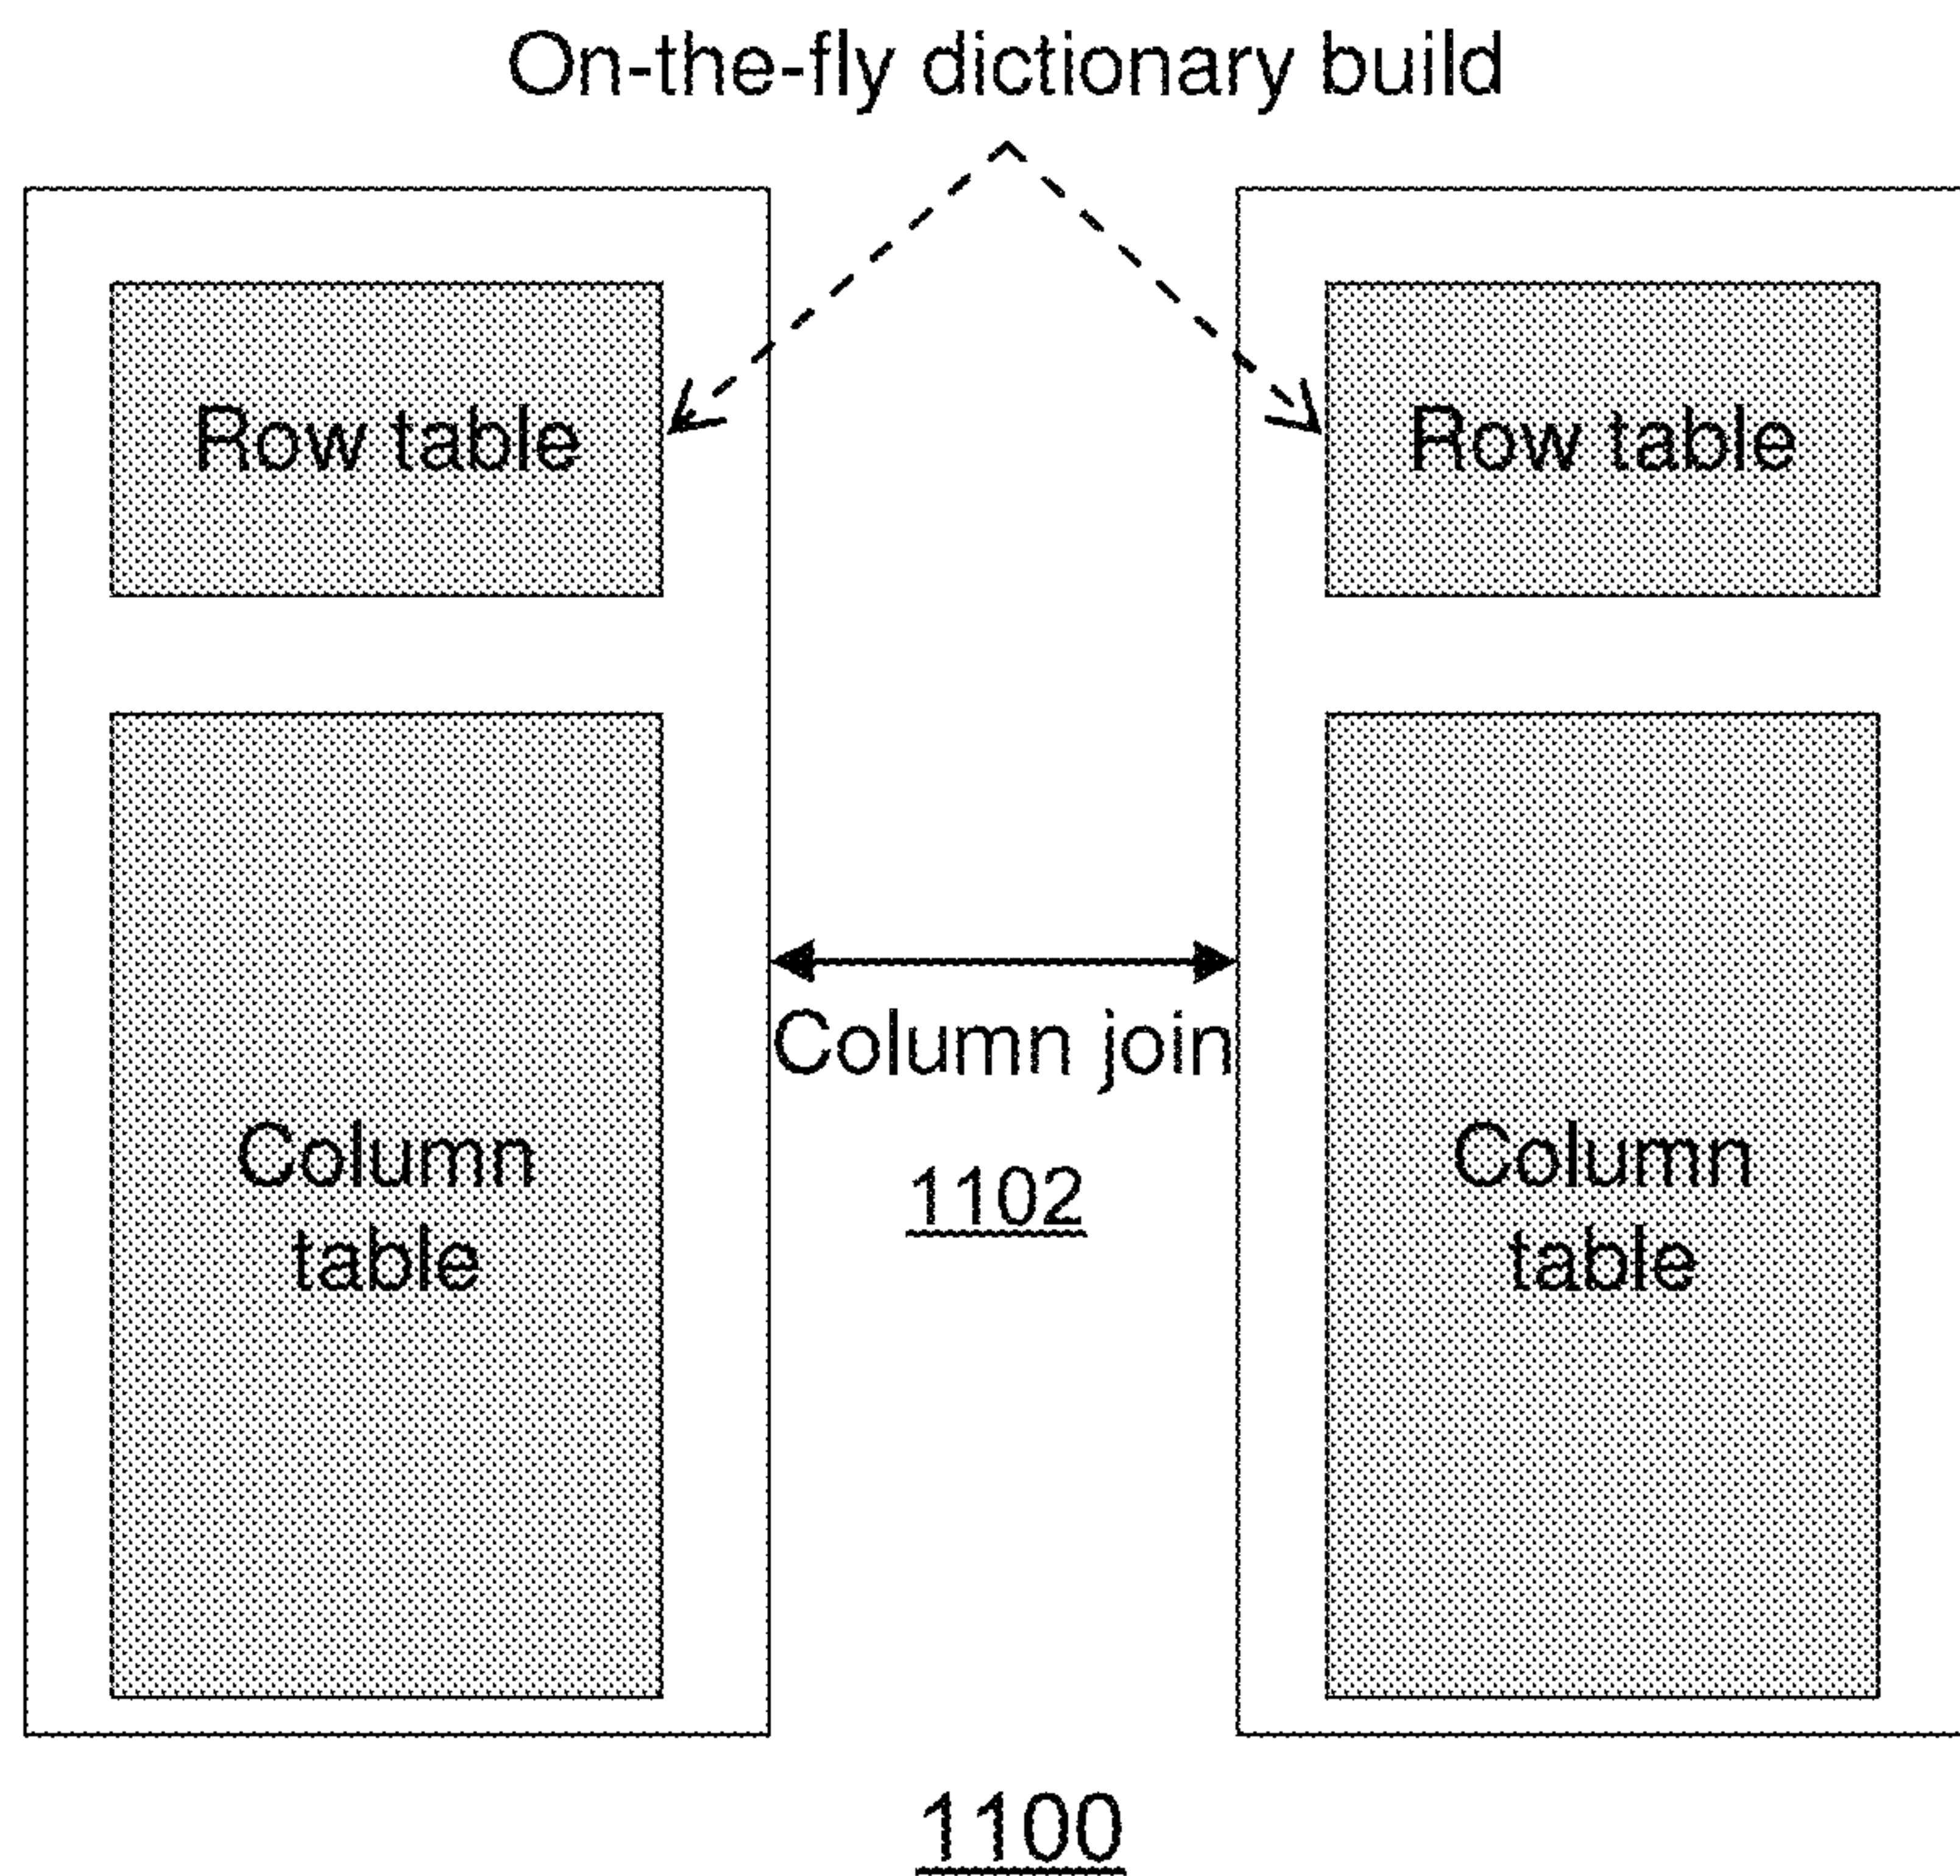 On-the-fly dictionary build
Row table
Row table
Column join
1102
Column
table
Column
table
1100